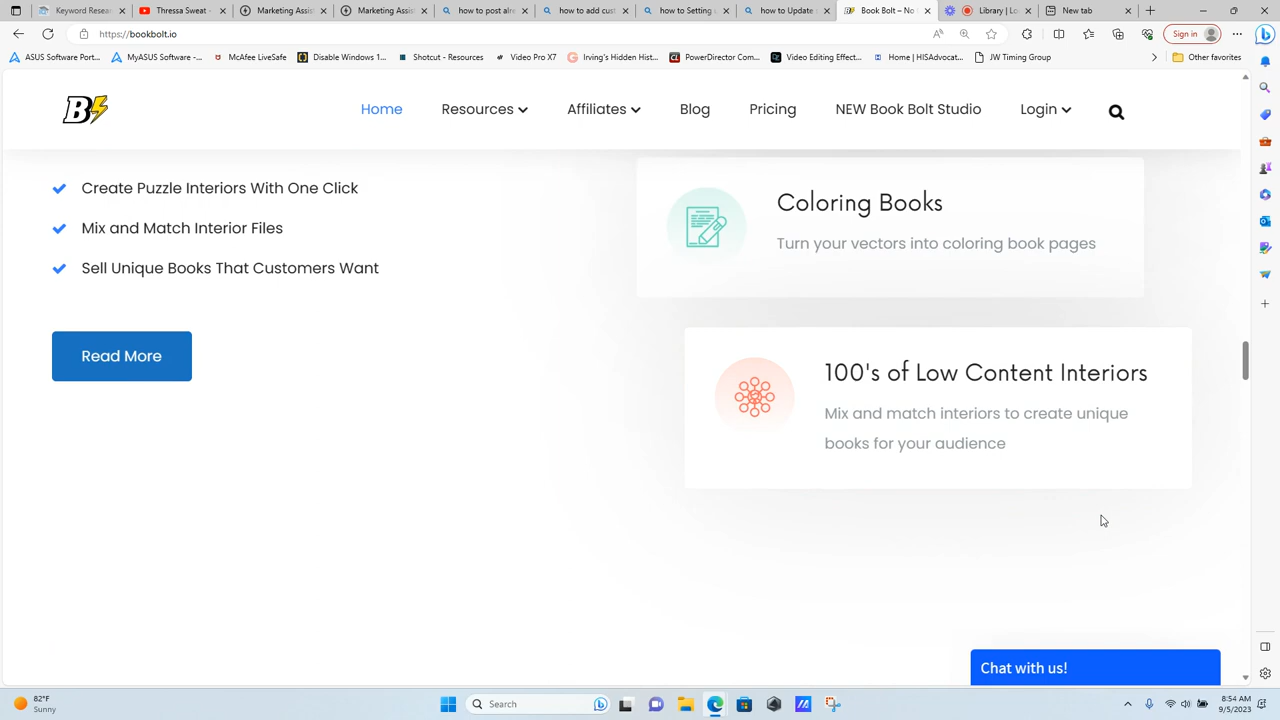 Keyword Resear
Thressa Sweat -
Marketing Assis
Marketing Assis
how to post alre
how to add cust
how to Setting u
how to Update s
Book Bolt – No
Library | Lo
New tab
https://bookbolt.io
Sign in
ASUS Software Port...
MyASUS Software -...
McAfee LiveSafe
Disable Windows 1...
Shotcut - Resources
Video Pro X7
Irving's Hidden Hist...
PowerDirector Com...
Video Editing Effect...
Home | HISAdvocat...
JW Timing Group
Other favorites
B
Home
Resources
Affiliates
Blog
Pricing
NEW Book Bolt Studio
Login
Create Puzzle Interiors With One Click
Mix and Match Interior Files
Sell Unique Books That Customers Want
Read More
Coloring Books
Turn your vectors into coloring book pages
100's of Low Content Interiors
Mix and match interiors to create unique
books for your audience
Chat with us!
82°F
Sunny
Search
8:54 AM
9/5/2023